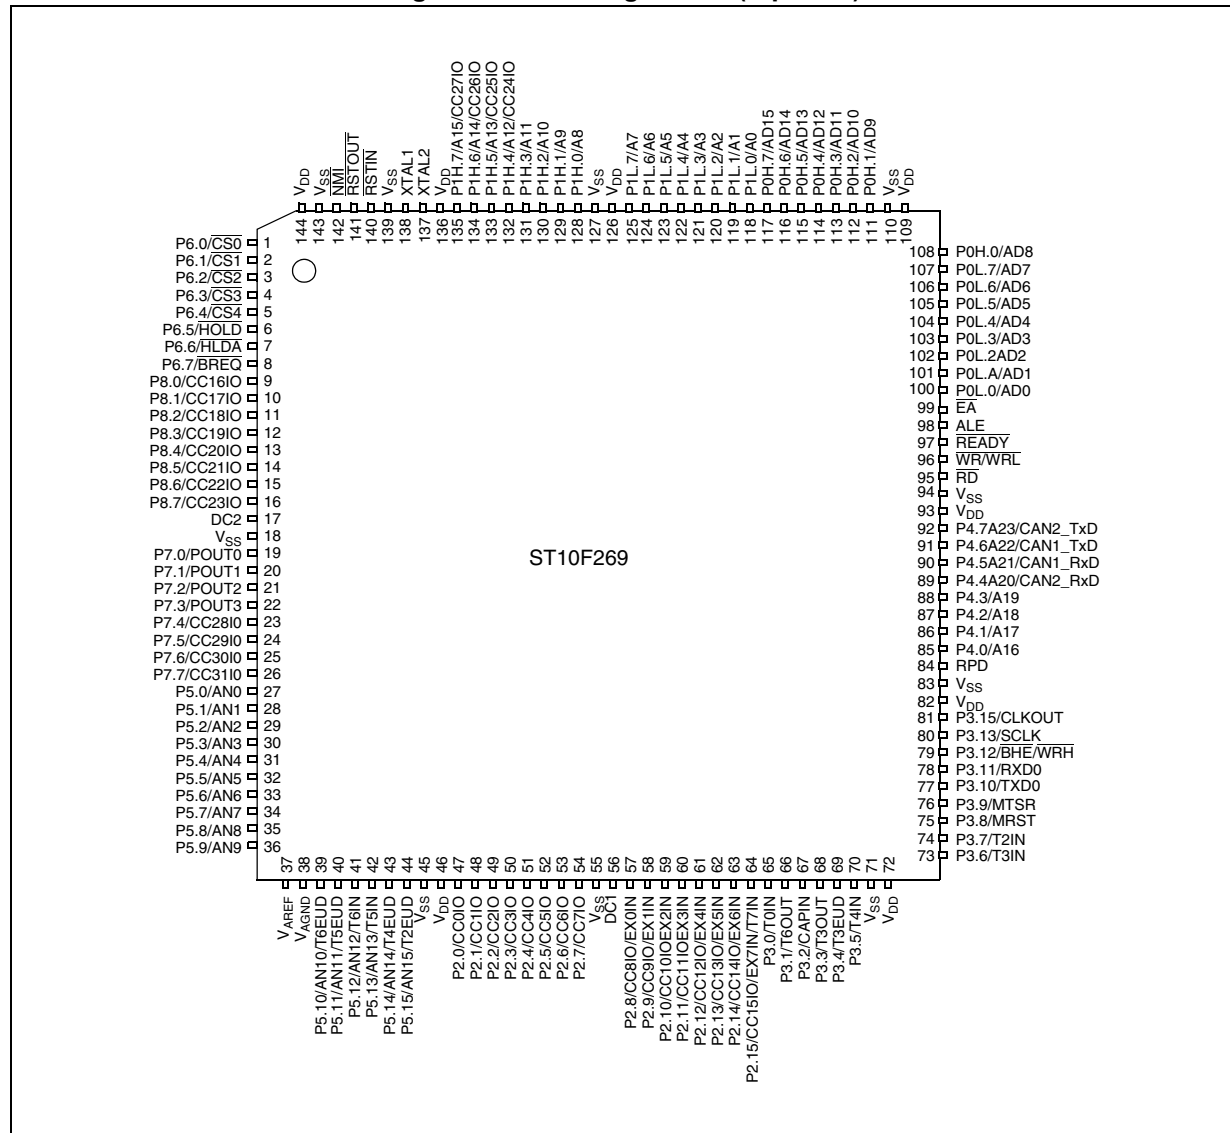 P6.0/CS0 1
P6.1/CS1 2
P6.2/CS2 3
P6.3/CS3 4
P6.4/CS4 5
P6.5/HOLD 6
P6.6/HLDA 7
P6.7/BREQ 8
P8.0/CC16IO 9
P8.1/CC17IO 10
P8.2/CC18IO 11
P8.3/CC19IO 12
P8.4/CC20IO 13
P8.5/CC21IO 14
P8.6/CC22IO 15
P8.7/CC23IO 16
DC2 17
VSS 18
P7.0/POUT0 19
P7.1/POUT1 20
P7.2/POUT2 21
P7.3/POUT3 22
P7.4/CC28I0 23
P7.5/CC29I0 24
P7.6/CC30I0 25
P7.7/CC31I0 26
P5.0/AN0 27
P5.1/AN1 28
P5.2/AN2 29
P5.3/AN3 30
P5.4/AN4 31
P5.5/AN5 32
P5.6/AN6 33
P5.7/AN7 34
P5.8/AN8 35
P5.9/AN9 36
VAREF 37
VAGND 38
P5.10/AN10/T6EUD 39
P5.11/AN11/T5EUD 40
P5.12/AN12/T6IN 41
P5.13/AN13/T5IN 42
P5.14/AN14/T4EUD 43
P5.15/AN15/T2EUD 44
VSS 45
VDD 46
P2.0/CC0IO 47
P2.1/CC1IO 48
P2.2/CC2IO 49
P2.3/CC3IO 50
P2.4/CC4IO 51
P2.5/CC5IO 52
P2.6/CC6IO 53
P2.7/CC7IO 54
VSS 55
DC1 56
P2.8/CC8IO/EX0IN 57
P2.9/CC9IO/EX1IN 58
P2.10/CC10IOEX2IN 59
P2.11/CC11IOEX3IN 60
P2.12/CC12IO/EX4IN 61
P2.13/CC13IO/EX5IN 62
P2.14/CC14IO/EX6IN 63
P2.15/CC15IO/EX7IN/T7IN 64
P3.0/T0IN 65
P3.1/T6OUT 66
P3.2/CAPIN 67
P3.3/T3OUT 68
P3.4/T3EUD 69
P3.5/T4IN 70
VSS 71
VDD 72
73 P3.6/T3IN
74 P3.7/T2IN
75 P3.8/MRST
76 P3.9/MTSR
77 P3.10/TXD0
78 P3.11/RXD0
79 P3.12/BHE/WRH
80 P3.13/SCLK
81 P3.15/CLKOUT
82 VDD
83 VSS
84 RPD
85 P4.0/A16
86 P4.1/A17
87 P4.2/A18
88 P4.3/A19
89 P4.4A20/CAN2_RxD
90 P4.5A21/CAN1_RxD
91 P4.6A22/CAN1_TxD
92 P4.7A23/CAN2_TxD
93 VDD
94 VSS
95 RD
96 WR/WRL
97 READY
98 ALE
99 EA
100 P0L.0/AD0
101 P0L.A/AD1
102 P0L.2AD2
103 P0L.3/AD3
104 P0L.4/AD4
105 P0L.5/AD5
106 P0L.6/AD6
107 P0L.7/AD7
108 P0H.0/AD8
109 VDD
110 VSS
111 P0H.1/AD9
112 P0H.2/AD10
113 P0H.3/AD11
114 P0H.4/AD12
115 P0H.5/AD13
116 P0H.6/AD14
117 P0H.7/AD15
118 P1L.0/A0
119 P1L.1/A1
120 P1L.2/A2
121 P1L.3/A3
122 P1L.4/A4
123 P1L.5/A5
124 P1L.6/A6
125 P1L.7/A7
126 VDD
127 VSS
128 P1H.0/A8
129 P1H.1/A9
130 P1H.2/A10
131 P1H.3/A11
132 P1H.4/A12/CC24IO
133 P1H.5/A13/CC25IO
134 P1H.6/A14/CC26IO
135 P1H.7/A15/CC27IO
136 VDD
137 XTAL2
138 XTAL1
139 VSS
140 RSTIN
141 RSTOUT
142 NMI
143 VSS
144 VDD
ST10F269